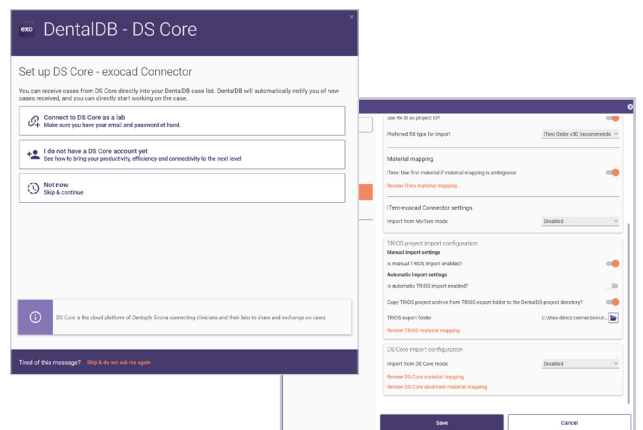 exo DentalDB - DS Core
Set up DS Core - exocad Connector
You can receive cases from DS Core directly into your DentalDB case list. DentalDB will automatically notify you of new
cases received, and you can directly start working on the case.
Connect to DS Core as a lab
Make sure you have your email and password at hand.
I do not have a DS Core account yet
See how to bring your productivity, efficiency and connectivity to the next level
Not now
Skip & continue
DS Core is the cloud platform of Dentsply Sirona connecting clinicians and their labs to share and exchange on cases.
Tired of this message? Skip & do not ask me again
use Rx ID as project ID?
Preferred RX type for import
iTero Order v50 (recommende
Material mapping
iTero: Use first material if material mapping is ambiguous
Review iTero material mapping
iTero-exocad Connector settings
Import from MyiTero mode
Disabled
TRIOS project import configuration
Manual import settings
Is manual TRIOS import enabled?
Automatic import settings
Is automatic TRIOS import enabled?
Copy TRIOS project archive from TRIOS export folder to the DentalDB project directory?
TRIOS export folder
Review TRIOS material mapping
DS Core import configuration
Import from DS Core mode
Disabled
Review DS Core material mapping
Review DS Core abutment material mapping
Save
Cancel